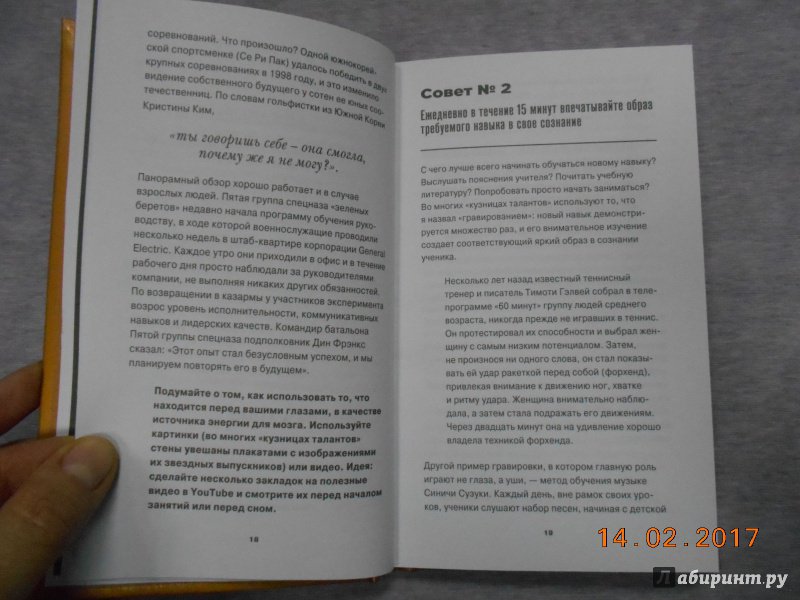 соревнований. Что произошло? Одной южнокорей-
ской спортсменке (Се Ри Пак) удалось победить в двух
крупных соревнованиях в 1998 году, и это изменило
видение собственного будущего у сотен ее юных соо-
течественниц. По словам гольфистки из Южной Кореи
Кристины Ким,
«ты говоришь себе – она смогла,
почему же я не могу?».
Панорамный обзор хорошо работает и в случае
взрослых людей. Пятая группа спецназа «зеленых
беретов» недавно начала программу обучения руко-
водству, в ходе которой военнослужащие проводили
несколько недель в штаб-квартире корпорации General
Electric. Каждое утро они приходили в офис и в течение
рабочего дня просто наблюдали за руководителями
компании, не выполняя никаких других обязанностей.
По возвращении в казармы у участников эксперимента
возрос уровень исполнительности, коммуникативных
навыков и лидерских качеств. Командир батальона
Пятой группы спецназа подполковник Дин Фрэнкс
сказал: «Этот опыт стал безусловным успехом, и мы
планируем повторять его в будущем».
Подумайте о том, как использовать то, что
находится перед вашими глазами, в качестве
источника энергии для мозга. Используйте
картинки (во многих «кузницах талантов»
стены увешаны плакатами с изображениями
их звездных выпускников) или видео. Идея:
сделайте несколько закладок на полезные
видео в YouTube и смотрите их перед началом
занятий или перед сном.
18
Совет № 2
Ежедневно в течение 15 минут впечатывайте образ
требуемого навыка в свое сознание
С чего лучше всего начинать обучаться новому навыку?
Выслушать пояснения учителя? Почитать учебную
литературу? Попробовать просто начать заниматься?
Во многих «кузницах талантов» используют то, что
я назвал «гравированием»: новый навык демонстри-
руется множество раз, и его внимательное изучение
создает соответствующий яркий образ в сознании
ученика.
Несколько лет назад известный теннисный
тренер и писатель Тимоти Гэлвей собрал в теле-
программе «60 минут» группу людей среднего
возраста, никогда прежде не игравших в теннис.
Он протестировал их способности и выбрал жен-
щину с самым низким потенциалом. Затем,
не произнося ни одного слова, он стал показы-
вать ей удар ракеткой перед собой (форхенд),
привлекая внимание к движению ног, хватке
и ритму удара. Женщина внимательно наблю-
дала, а затем стала подражать его движениям.
Через двадцать минут она на удивление хорошо
владела техникой форхенда.
Другой пример гравировки, в котором главную роль
играют не глаза, а уши, — метод обучения музыке
Синичи Сузуки. Каждый день, вне рамок своих уро-
ков, ученики слушают набор песен, начиная с детской
19
14.02.2017
Лабиринт.ру